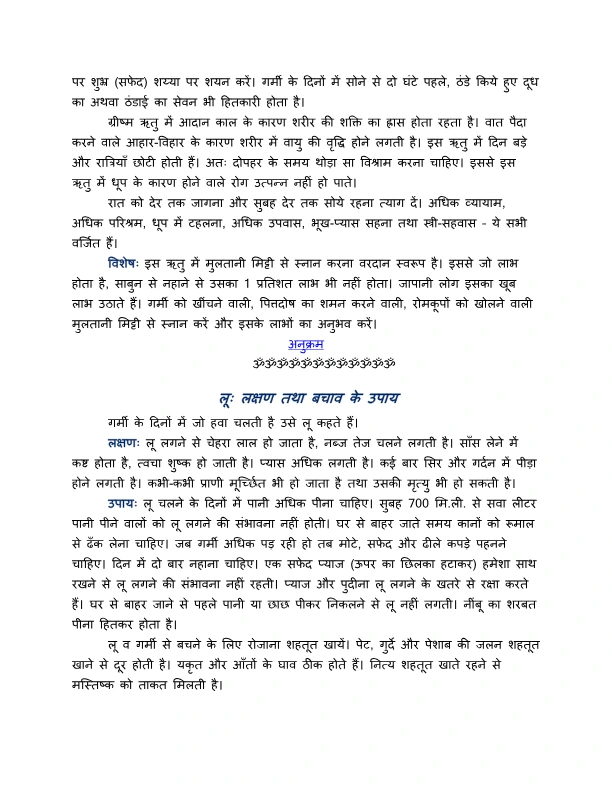 पर शुभ्र (सफेद) शय्या पर शयन करें। गर्मी के दिनों में सोने से दो घंटे पहले, ठंडे किये हुए दूध
का अथवा ठंडाई का सेवन भी हितकारी होता है।
ग्रीष्म ऋतु में आदान काल के कारण शरीर की शक्ति का ह्रास होता रहता है। वात पैदा
करने वाले आहार-विहार के कारण शरीर में वायु की वृद्धि होने लगती है। इस ऋतु में दिन बड़े
और रात्रियाँ छोटी होती हैं। अतः दोपहर के समय थोड़ा सा विश्राम करना चाहिए। इससे इस
ऋतु में धूप के कारण होने वाले रोग उत्पन्न नहीं हो पाते।
रात को देर तक जागना और सुबह देर तक सोये रहना त्याग दें। अधिक व्यायाम,
अधिक परिश्रम, धूप में टहलना, अधिक उपवास, भूख-प्यास सहना तथा स्त्री-सहवास - ये सभी
वर्जित हैं।
विशेषः इस ऋतु में मुलतानी मिट्टी से स्नान करना वरदान स्वरूप है। इससे जो लाभ
होता है, साबुन से नहाने से उसका 1 प्रतिशत लाभ भी नहीं होता। जापानी लोग इसका खूब
लाभ उठाते हैं। गर्मी को खींचने वाली, पित्तदोष का शमन करने वाली, रोमकूपों को खोलने वाली
मुलतानी मिट्टी से स्नान करें और इसके लाभों का अनुभव करें।
अनुक्रम
ॐॐॐॐॐॐॐॐॐॐॐॐ
लूः लक्षण तथा बचाव के उपाय
गर्मी के दिनों में जो हवा चलती है उसे लू कहते हैं।
लक्षणः लू लगने से चेहरा लाल हो जाता है, नब्ज तेज चलने लगती है। साँस लेने में
कष्ट होता है, त्वचा शुष्क हो जाती है। प्यास अधिक लगती है। कई बार सिर और गर्दन में पीड़ा
होने लगती है। कभी-कभी प्राणी मूर्च्छित भी हो जाता है तथा उसकी मृत्यु भी हो सकती है।
उपायः लू चलने के दिनों में पानी अधिक पीना चाहिए। सुबह 700 मि.ली. से सवा लीटर
पानी पीने वालों को लू लगने की संभावना नहीं होती। घर से बाहर जाते समय कानों को रूमाल
से ढँक लेना चाहिए। जब गर्मी अधिक पड़ रही हो तब मोटे, सफेद और ढीले कपड़े पहनने
चाहिए। दिन में दो बार नहाना चाहिए। एक सफेद प्याज (ऊपर का छिलका हटाकर) हमेशा साथ
रखने से लू लगने की संभावना नहीं रहती। प्याज और पुदीना लू लगने के खतरे से रक्षा करते
हैं। घर से बाहर जाने से पहले पानी या छाछ पीकर निकलने से लू नहीं लगती। नींबू का शरबत
पीना हितकर होता है।
लू व गर्मी से बचने के लिए रोजाना शहतूत खायें। पेट, गुर्दे और पेशाब की जलन शहतूत
खाने से दूर होती है। यकृत और आँतों के घाव ठीक होते हैं। नित्य शहतूत खाते रहने से
मस्तिष्क को ताकत मिलती है।